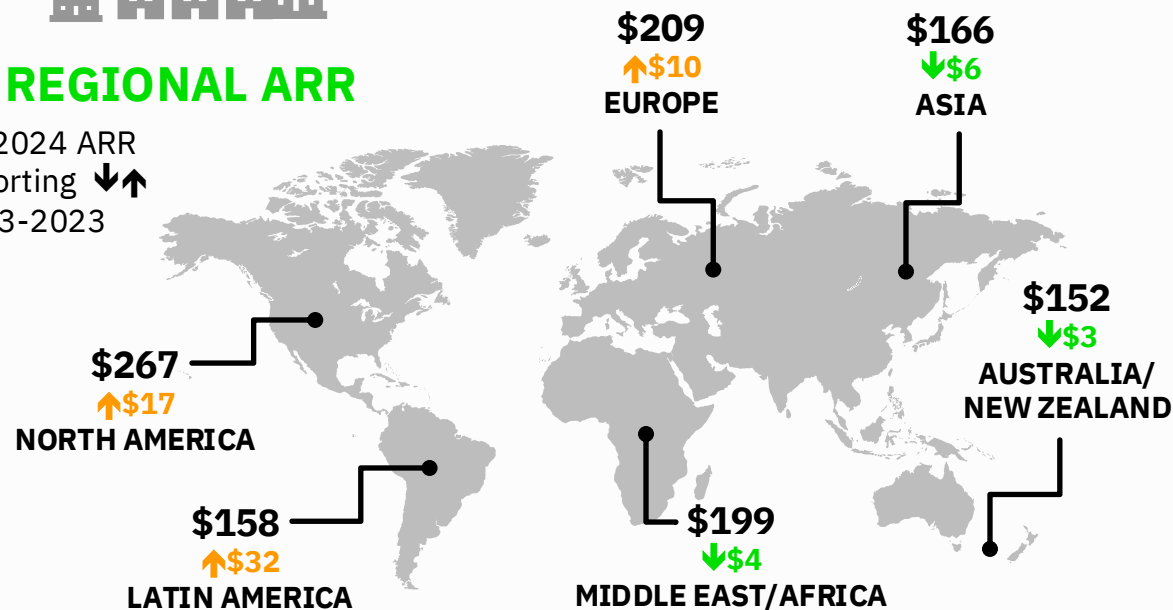 REGIONAL ARR
2024 ARR
orting ↓↑
3-2023
$209
↑$10
EUROPE
$166
↓$6
ASIA
$152
↓$3
AUSTRALIA/
NEW ZEALAND
$267
↑$17
NORTH AMERICA
$158
↑$32
LATIN AMERICA
$199
↓$4
MIDDLE EAST/AFRICA